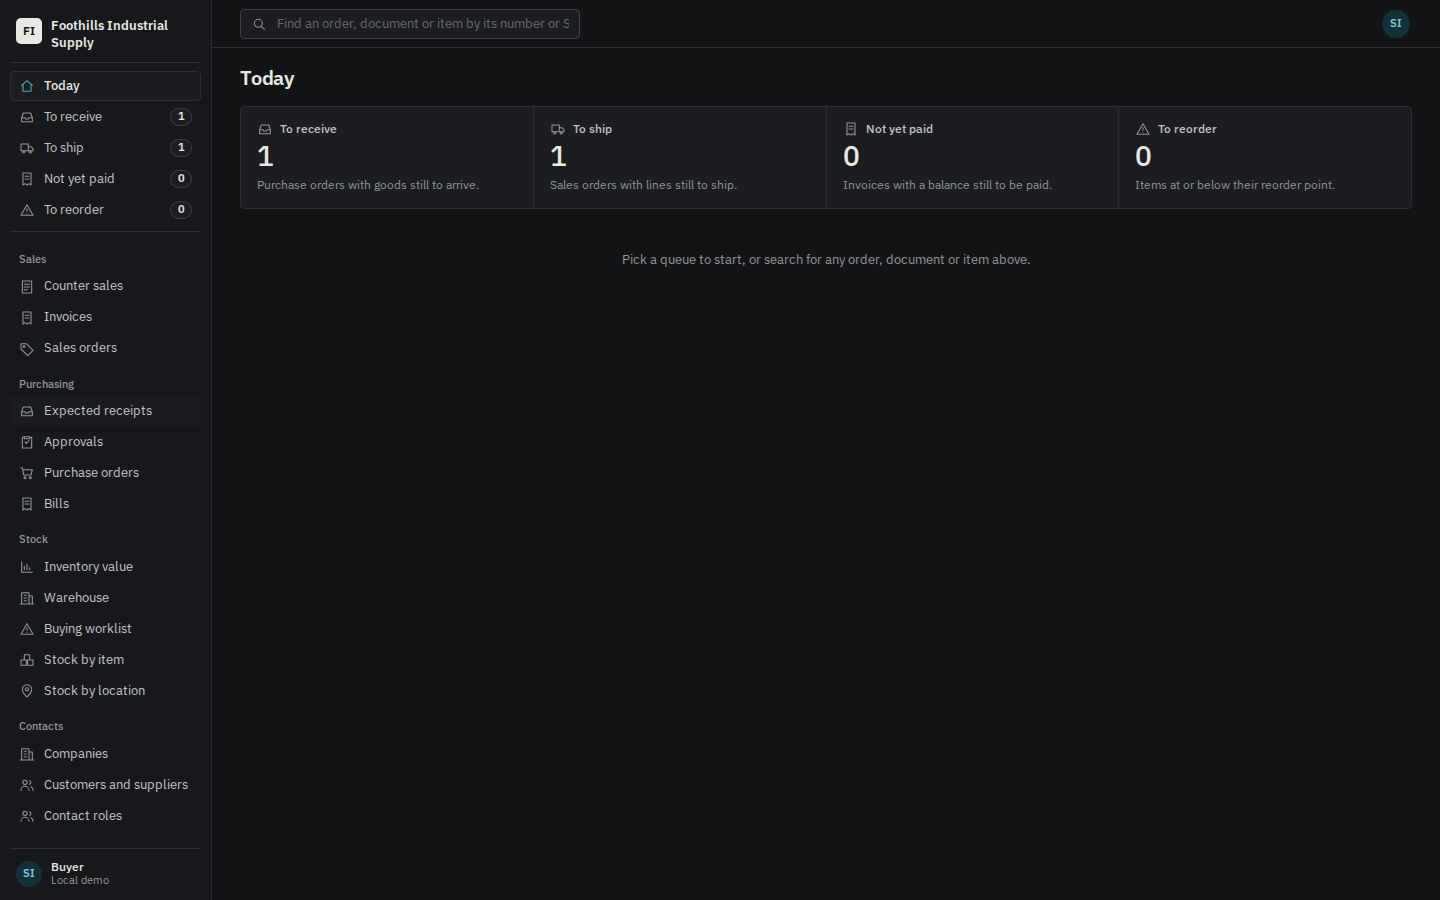 FI
Foothills Industrial
Supply
Today
To receive 1
To ship 1
Not yet paid 0
To reorder 0
Sales
Counter sales
Invoices
Sales orders
Purchasing
Expected receipts
Approvals
Purchase orders
Bills
Stock
Inventory value
Warehouse
Buying worklist
Stock by item
Stock by location
Contacts
Companies
Customers and suppliers
Contact roles
SI
Buyer
Local demo
Find an order, document or item by its number or S
SI
Today
To receive
1
Purchase orders with goods still to arrive.
To ship
1
Sales orders with lines still to ship.
Not yet paid
0
Invoices with a balance still to be paid.
To reorder
0
Items at or below their reorder point.
Pick a queue to start, or search for any order, document or item above.